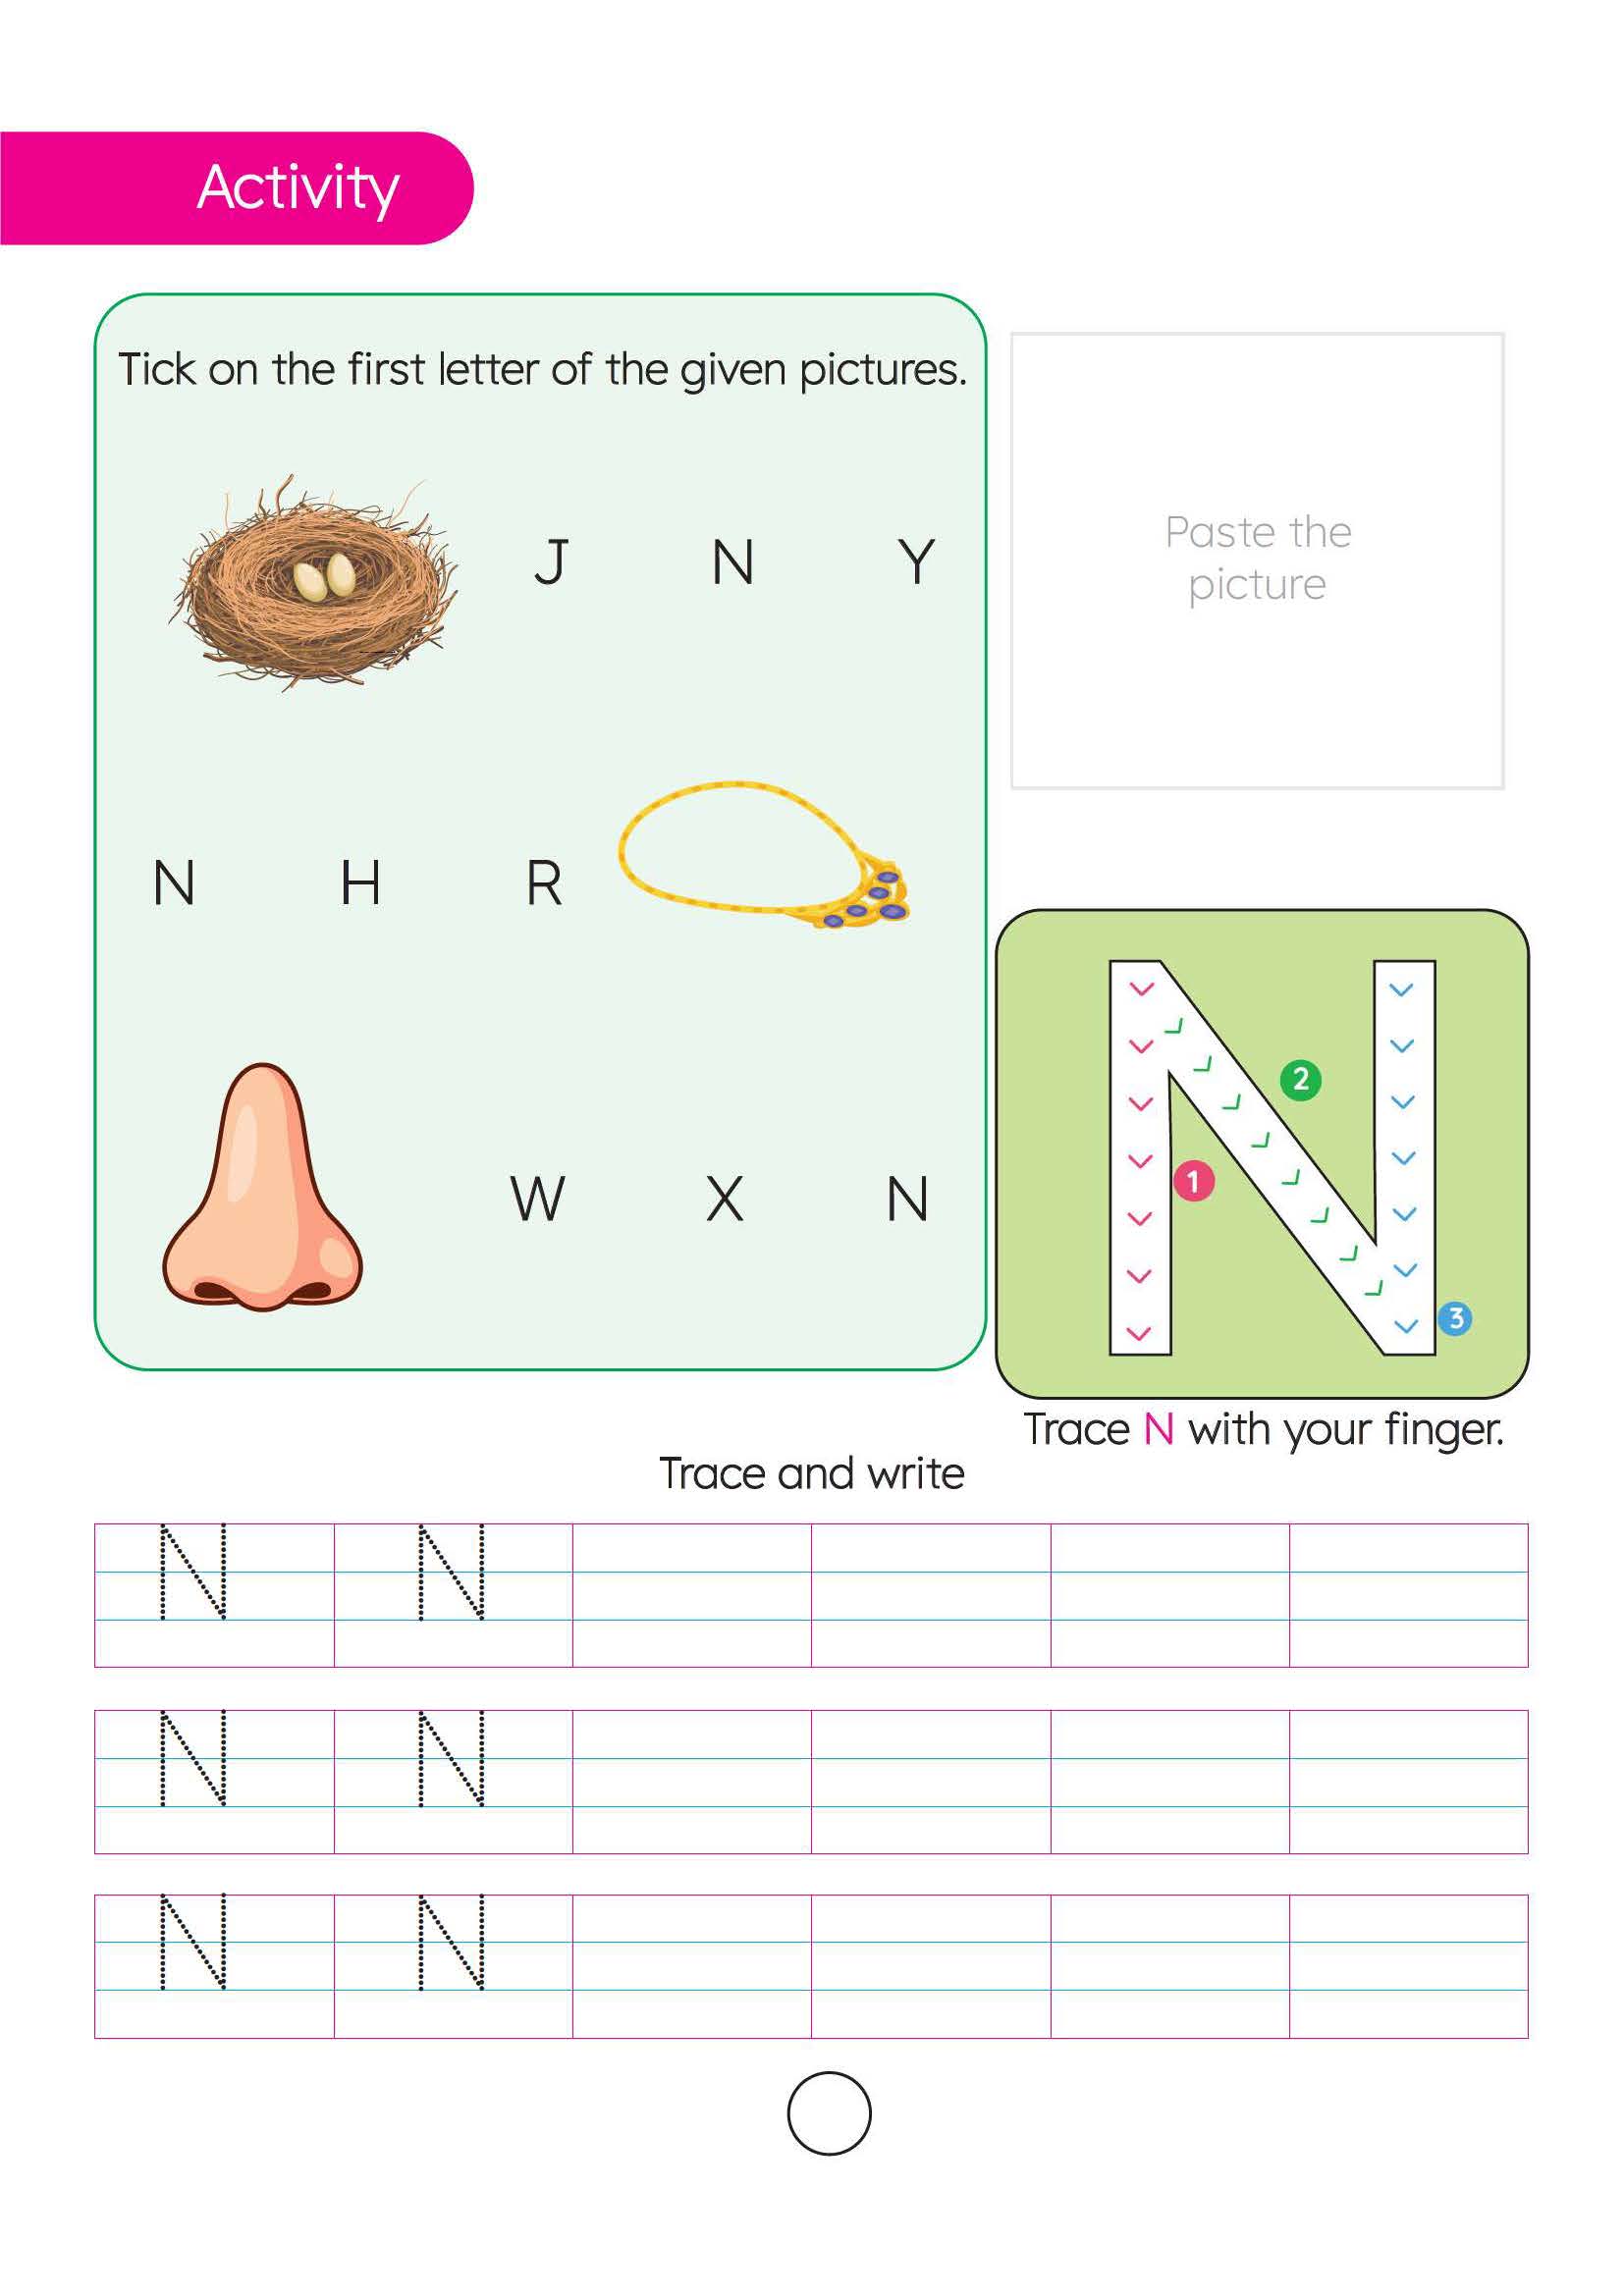 Activity
Tick on the first letter of the given pictures.
J N Y
N H R
W X N
Paste the
picture
N
1
2
3
Trace N with your finger.
Trace and write
N N
N N
N N